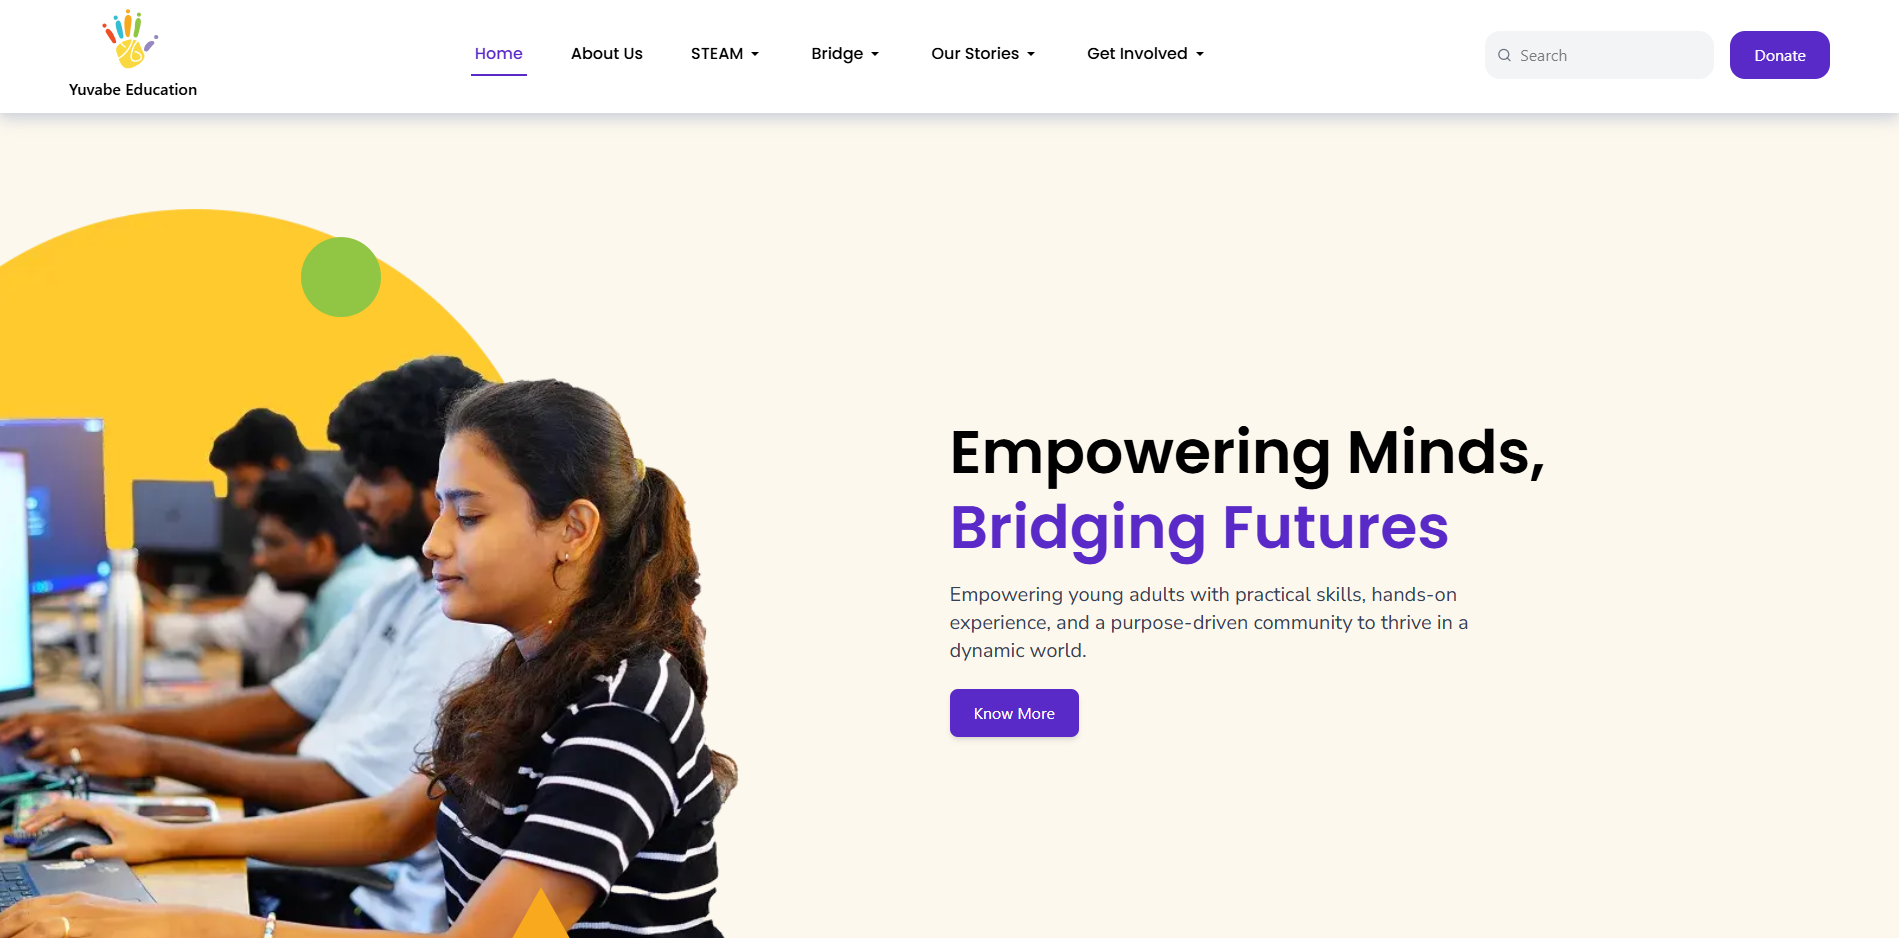 Yuvabe Education
Home
About Us
STEAM
Bridge
Our Stories
Get Involved
Search
Donate
Empowering Minds,
Bridging Futures
Empowering young adults with practical skills, hands-on
experience, and a purpose-driven community to thrive in a
dynamic world.
Know More